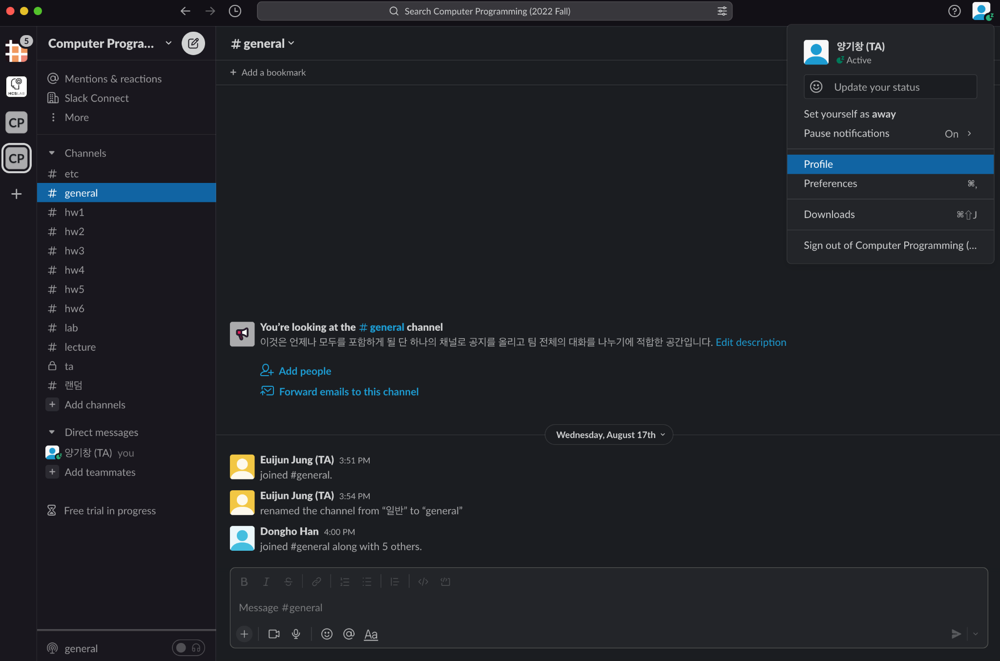 Search Computer Programming (2022 Fall)
5
HCSLAB
CP
CP
Computer Progra...
Mentions & reactions
Slack Connect
More
Channels
# etc
# general
# hw1
# hw2
# hw3
# hw4
# hw5
# hw6
# lab
# lecture
ta
# 랜덤
+ Add channels
Direct messages
양기창 (TA) you
+ Add teammates
Free trial in progress
general
# general
+ Add a bookmark
You’re looking at the # general channel
이것은 언제나 모두를 포함하게 될 단 하나의 채널로 공지를 올리고 팀 전체의 대화를 나누기에 적합한 공간입니다. Edit description
Add people
Forward emails to this channel
Wednesday, August 17th
Euijun Jung (TA) 3:51 PM
joined #general.
Euijun Jung (TA) 3:54 PM
renamed the channel from “일반” to “general”
Dongho Han 4:00 PM
joined #general along with 5 others.
B I S
Message #general
Aa
양기창 (TA)
Active
Update your status
Set yourself as away
Pause notifications On
Profile
Preferences ⌘,
Downloads ⌘⇧J
Sign out of Computer Programming (...